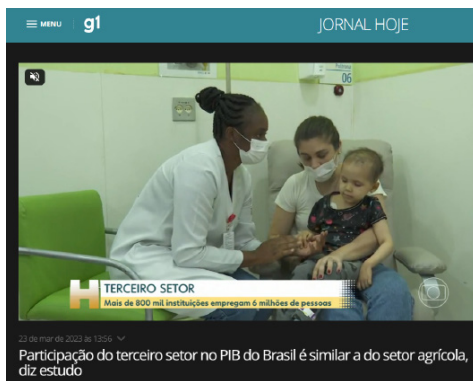 MENU
g1
JORNAL HOJE
06
H
TERCEIRO SETOR
Mais de 800 mil instituições empregam 6 milhões de pessoas
23 de mar de 2023 às 13:56
Participação do terceiro setor no PIB do Brasil é similar a do setor agrícola,
diz estudo